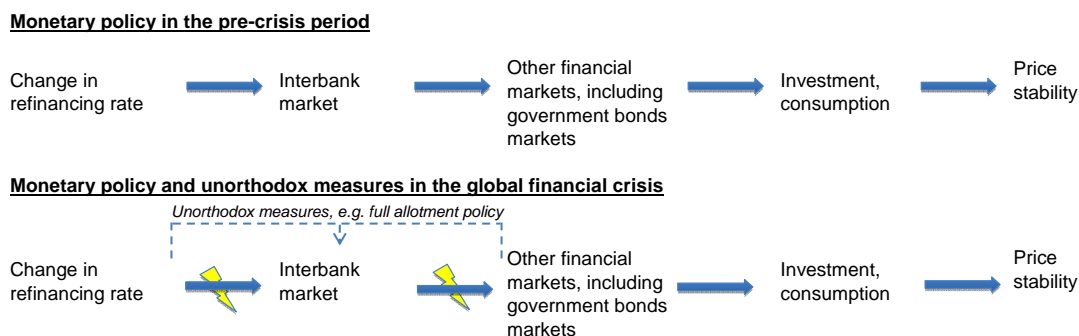 Monetary policy in the pre-crisis period
Change in
refinancing rate
Interbank
market
Other financial
markets, including
government bonds
markets
Investment,
consumption
Price
stability
Monetary policy and unorthodox measures in the global financial crisis
Unorthodox measures, e.g. full allotment policy
Change in
refinancing rate
Interbank
market
Other financial
markets, including
government bonds
markets
Investment,
consumption
Price
stability